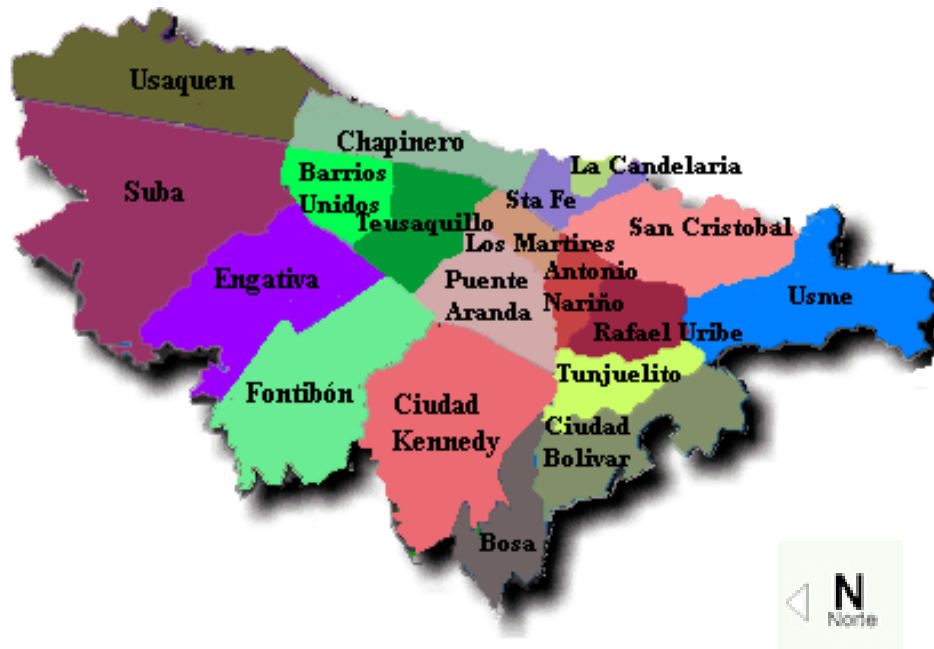 Usaquen
Chapinero
La Candelaria
Barrios
Unidos
Suba
Sta Fe
Teusaquillo
San Cristobal
Los Martires
Engativa
Puente
Aranda
Antonio
Nariño
Usme
Rafael Uribe
Tunjuelito
Fontibón
Ciudad
Kennedy
Ciudad
Bolivar
Bosa
N
Norte